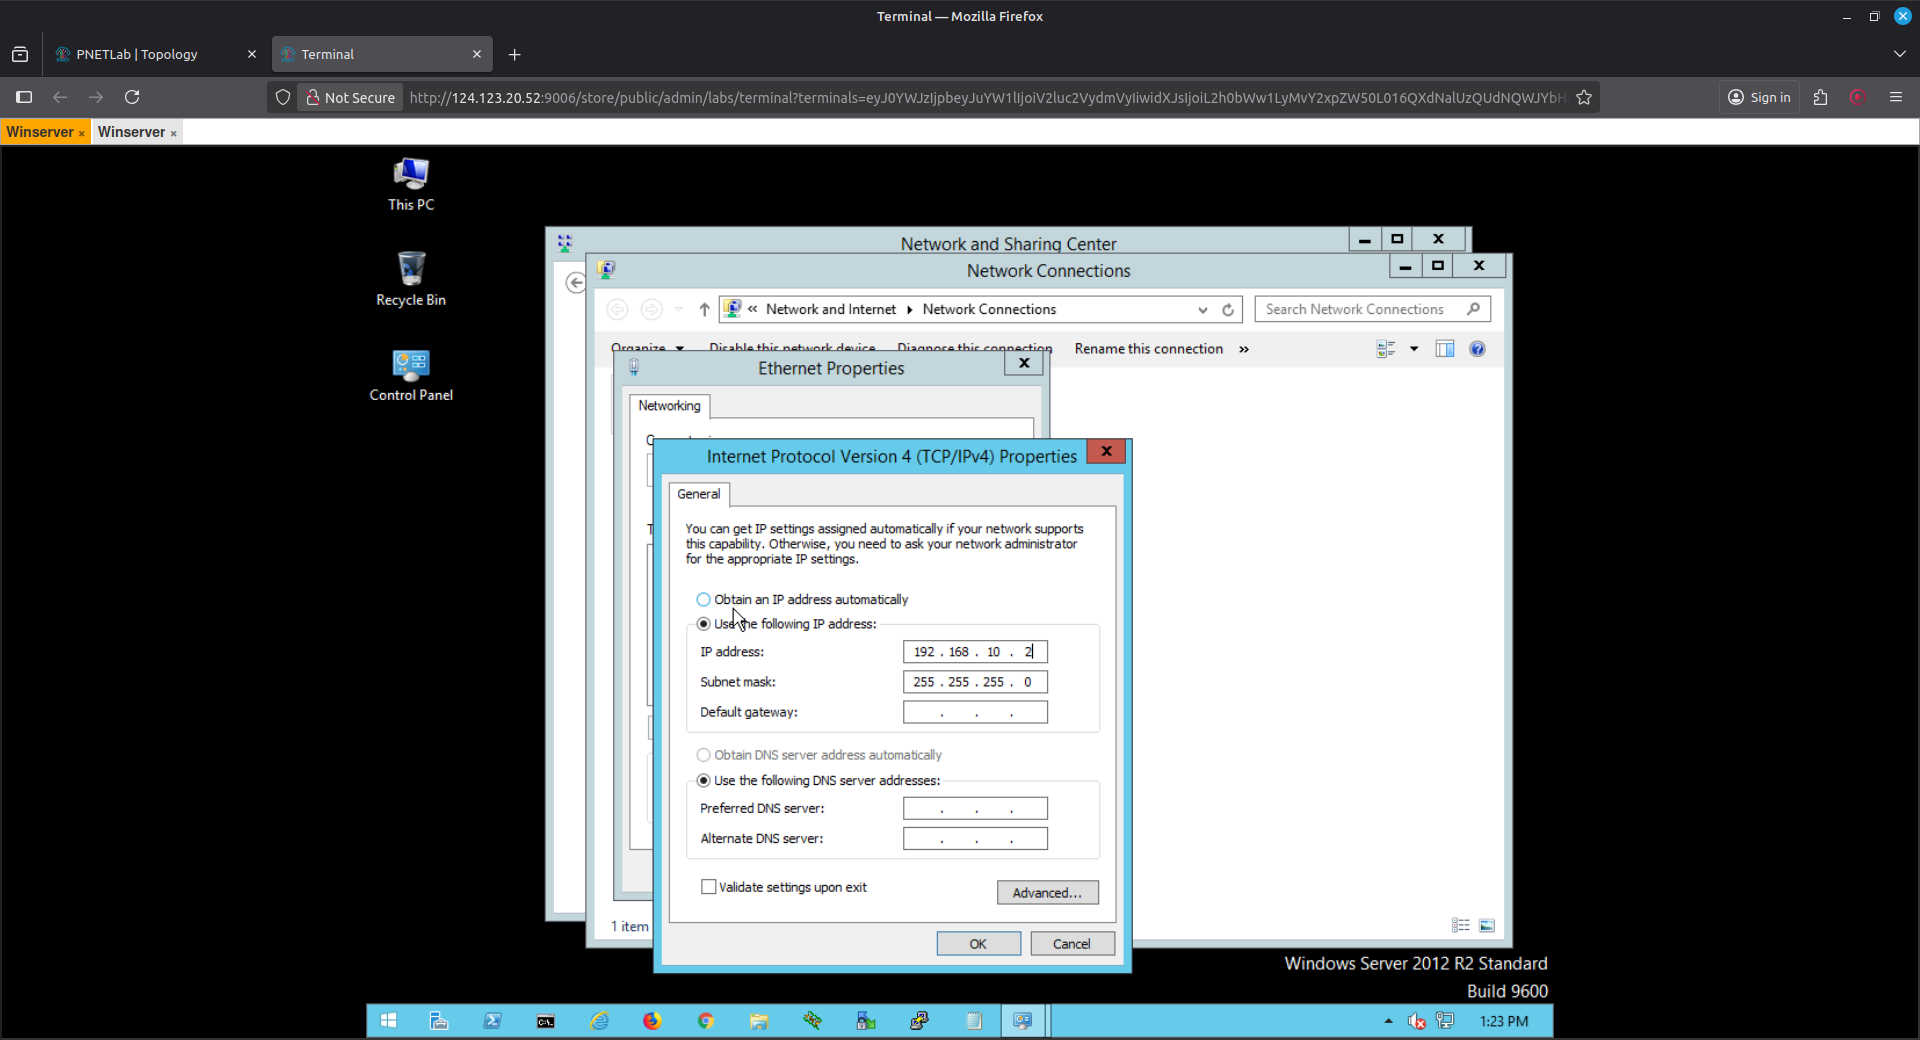 Terminal — Mozilla Firefox
PNETLab | Topology
Terminal
Not Secure
http://124.123.20.52:9006/store/public/admin/labs/terminal?terminals=
Sign in
Winserver ×
Winserver ×
This PC
Recycle Bin
Control Panel
Network and Sharing Center
Network Connections
« Network and Internet Network Connections
Search Network Connections
Organize Disable this network device Diagnose this connection Rename this connection »
Ethernet Properties
Networking
Internet Protocol Version 4 (TCP/IPv4) Properties
General
You can get IP settings assigned automatically if your network supports
this capability. Otherwise, you need to ask your network administrator
for the appropriate IP settings.
Obtain an IP address automatically
Use the following IP address:
IP address: 192 . 168 . 10 . 2
Subnet mask: 255 . 255 . 255 . 0
Default gateway: . . .
Obtain DNS server address automatically
Use the following DNS server addresses:
Preferred DNS server: . . .
Alternate DNS server: . . .
Validate settings upon exit
Advanced...
1 item
OK
Cancel
Windows Server 2012 R2 Standard
Build 9600
1:23 PM